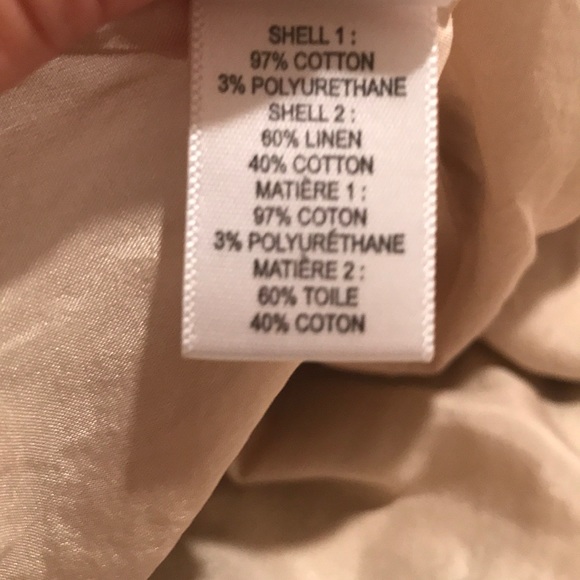 SHELL 1 :
97% COTTON
3% POLYURETHANE
SHELL 2 :
60% LINEN
40% COTTON
MATIÈRE 1 :
97% COTON
3% POLYURÉTHANE
MATIÈRE 2 :
60% TOILE
40% COTON